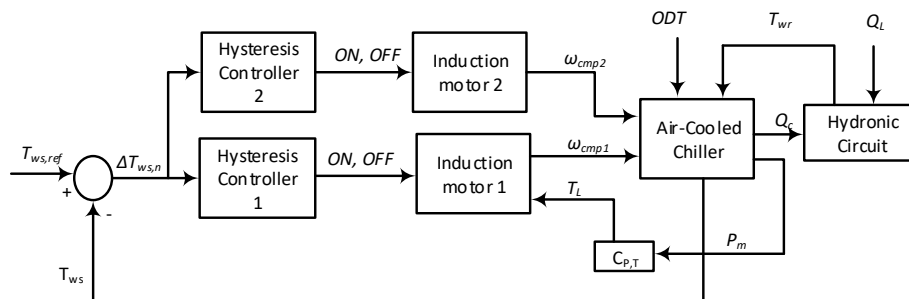 ODT
T_wr
Q_L
Hysteresis
Controller
2
ON, OFF
Induction
motor 2
ω_cmp2
Air-Cooled
Chiller
Q_c
Hydronic
Circuit
T_ws,ref
+
-
ΔT_ws,n
Hysteresis
Controller
1
ON, OFF
Induction
motor 1
ω_cmp1
T_L
C_P,T
P_m
T_ws